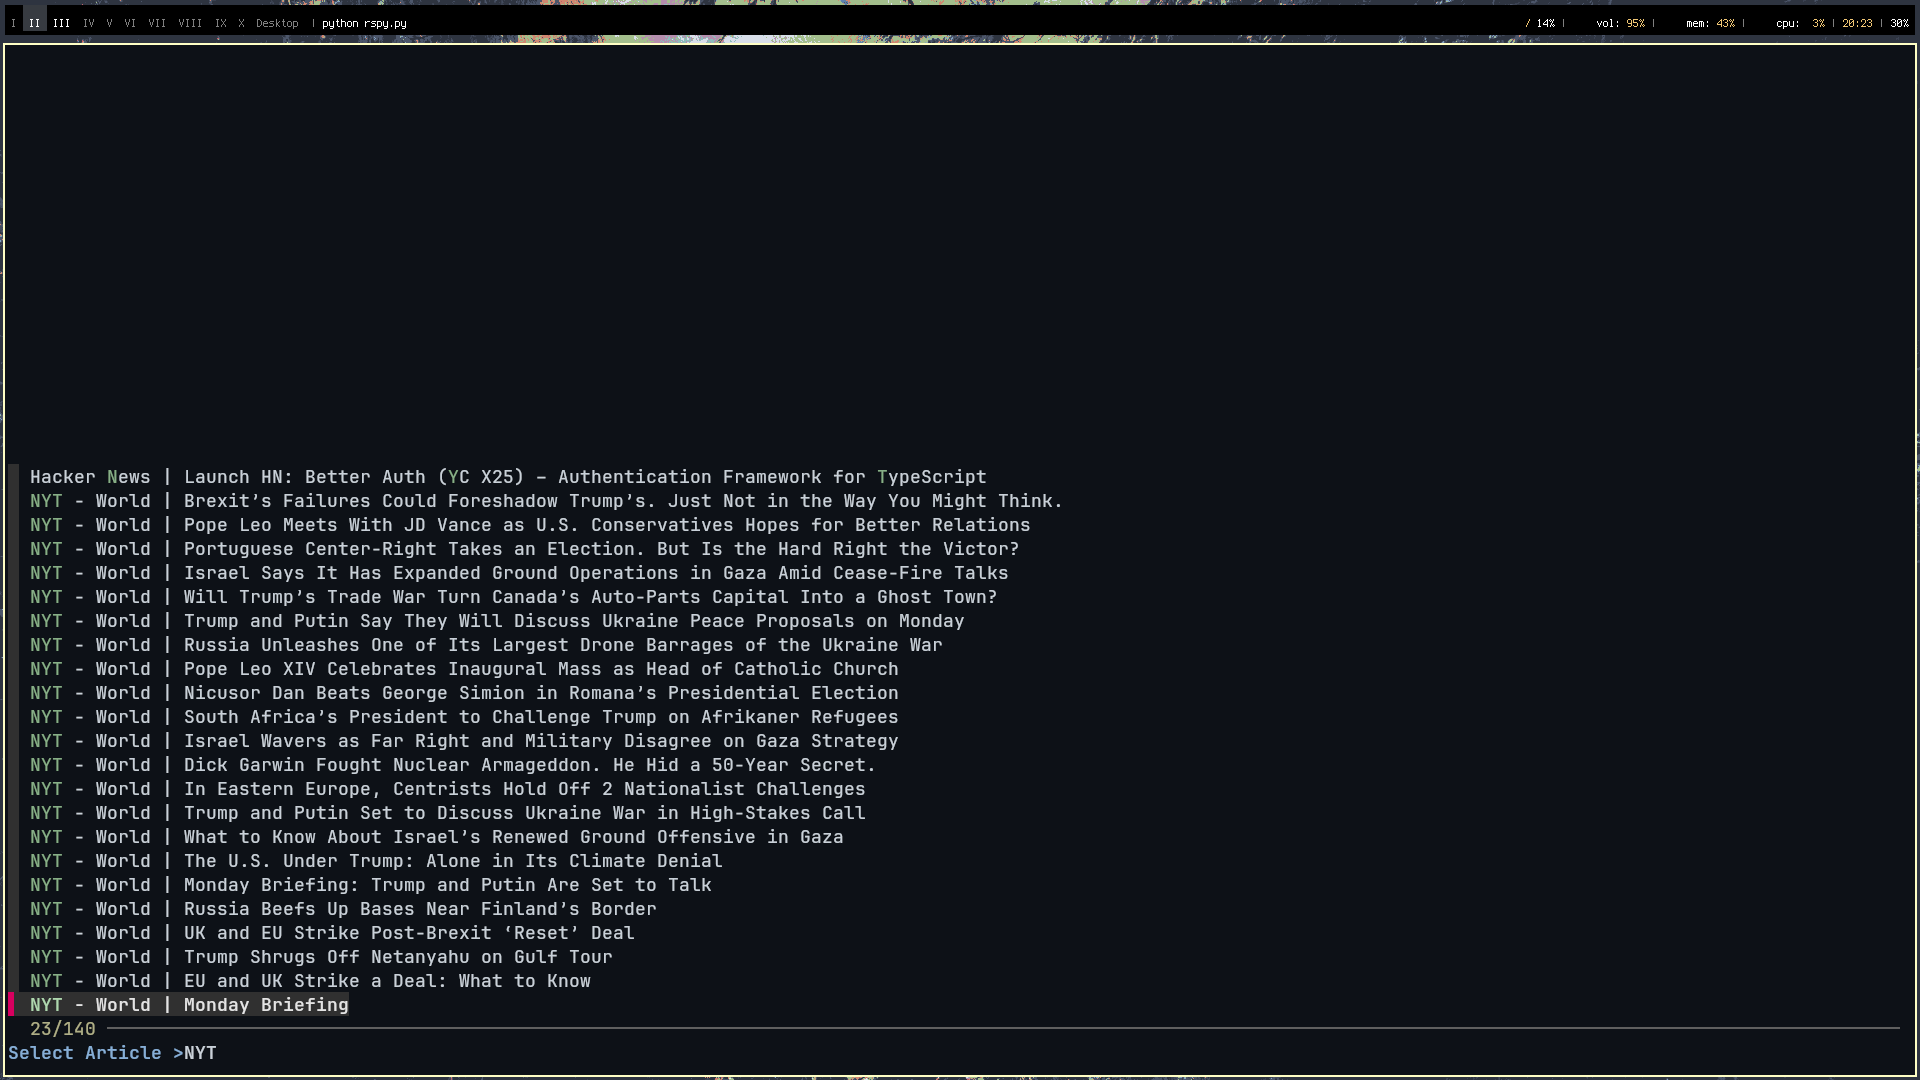 I II III IV V VI VII VIII IX X Desktop | python rspy.py / 14% | vol: 95% | mem: 43% | cpu: 3% | 20:23 | 30%
Hacker News | Launch HN: Better Auth (YC X25) – Authentication Framework for TypeScript
NYT - World | Brexit’s Failures Could Foreshadow Trump’s. Just Not in the Way You Might Think.
NYT - World | Pope Leo Meets With JD Vance as U.S. Conservatives Hopes for Better Relations
NYT - World | Portuguese Center-Right Takes an Election. But Is the Hard Right the Victor?
NYT - World | Israel Says It Has Expanded Ground Operations in Gaza Amid Cease-Fire Talks
NYT - World | Will Trump’s Trade War Turn Canada’s Auto-Parts Capital Into a Ghost Town?
NYT - World | Trump and Putin Say They Will Discuss Ukraine Peace Proposals on Monday
NYT - World | Russia Unleashes One of Its Largest Drone Barrages of the Ukraine War
NYT - World | Pope Leo XIV Celebrates Inaugural Mass as Head of Catholic Church
NYT - World | Nicusor Dan Beats George Simion in Romana’s Presidential Election
NYT - World | South Africa’s President to Challenge Trump on Afrikaner Refugees
NYT - World | Israel Wavers as Far Right and Military Disagree on Gaza Strategy
NYT - World | Dick Garwin Fought Nuclear Armageddon. He Hid a 50-Year Secret.
NYT - World | In Eastern Europe, Centrists Hold Off 2 Nationalist Challenges
NYT - World | Trump and Putin Set to Discuss Ukraine War in High-Stakes Call
NYT - World | What to Know About Israel’s Renewed Ground Offensive in Gaza
NYT - World | The U.S. Under Trump: Alone in Its Climate Denial
NYT - World | Monday Briefing: Trump and Putin Are Set to Talk
NYT - World | Russia Beefs Up Bases Near Finland’s Border
NYT - World | UK and EU Strike Post-Brexit ‘Reset’ Deal
NYT - World | Trump Shrugs Off Netanyahu on Gulf Tour
NYT - World | EU and UK Strike a Deal: What to Know
NYT - World | Monday Briefing
23/140
Select Article >NYT